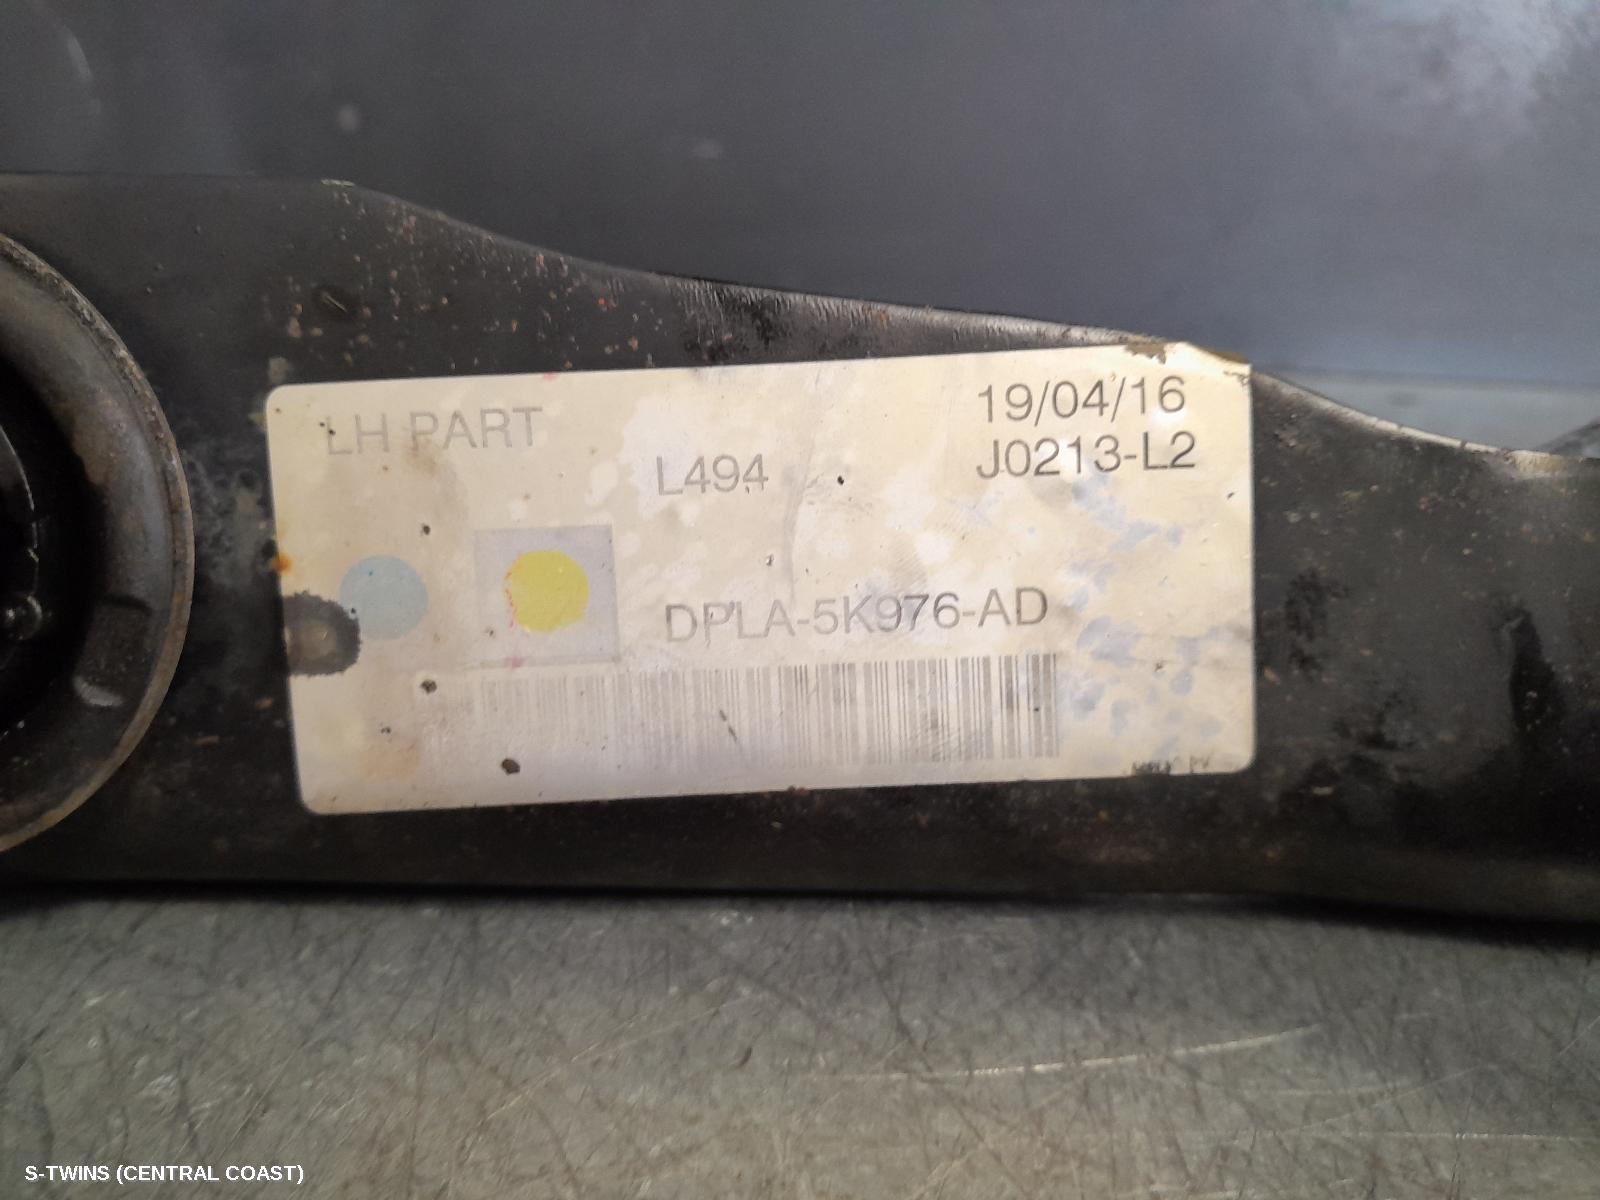 LH PART
19/04/16
L494
J0213-L2
DPLA-5K976-AD
S-TWINS (CENTRAL COAST)